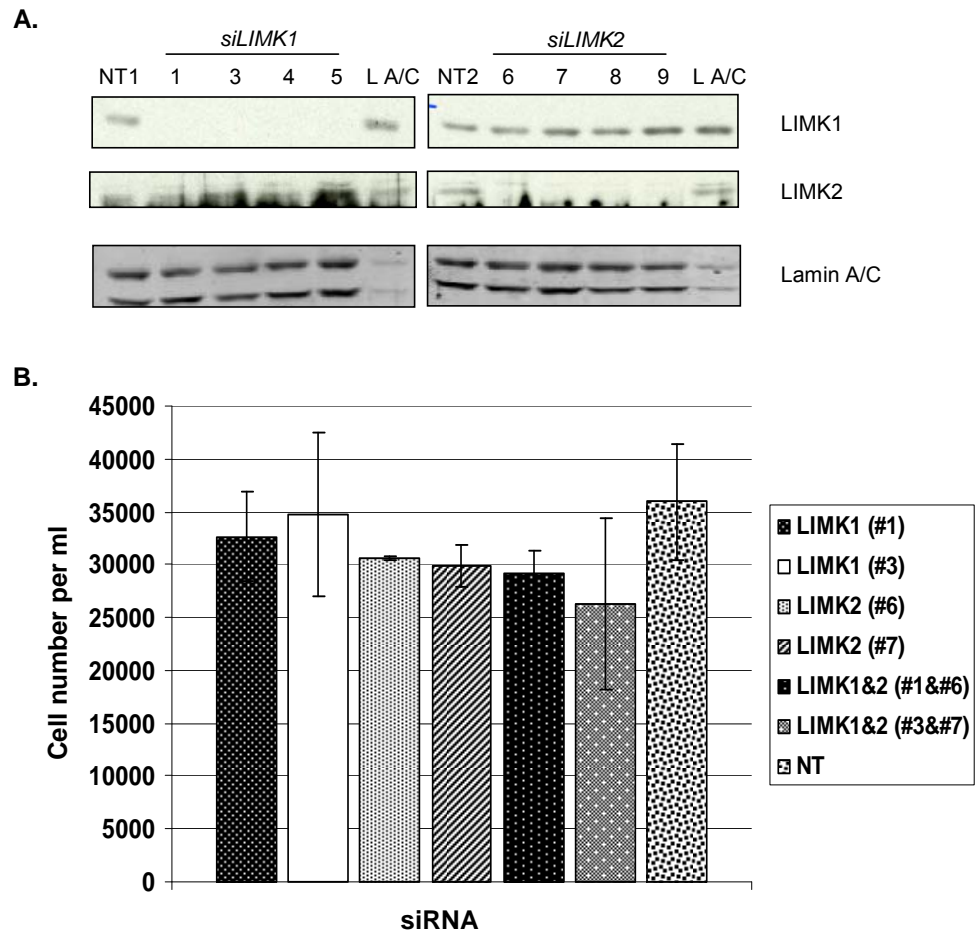 A.
siLIMK1 siLIMK2
NT1 1 3 4 5 L A/C NT2 6 7 8 9 L A/C
LIMK1
LIMK2
Lamin A/C
B.
45000
40000
35000
30000
25000
20000
15000
10000
5000
0
Cell number per ml
siRNA
LIMK1 (#1)
LIMK1 (#3)
LIMK2 (#6)
LIMK2 (#7)
LIMK1&2 (#1&#6)
LIMK1&2 (#3&#7)
NT